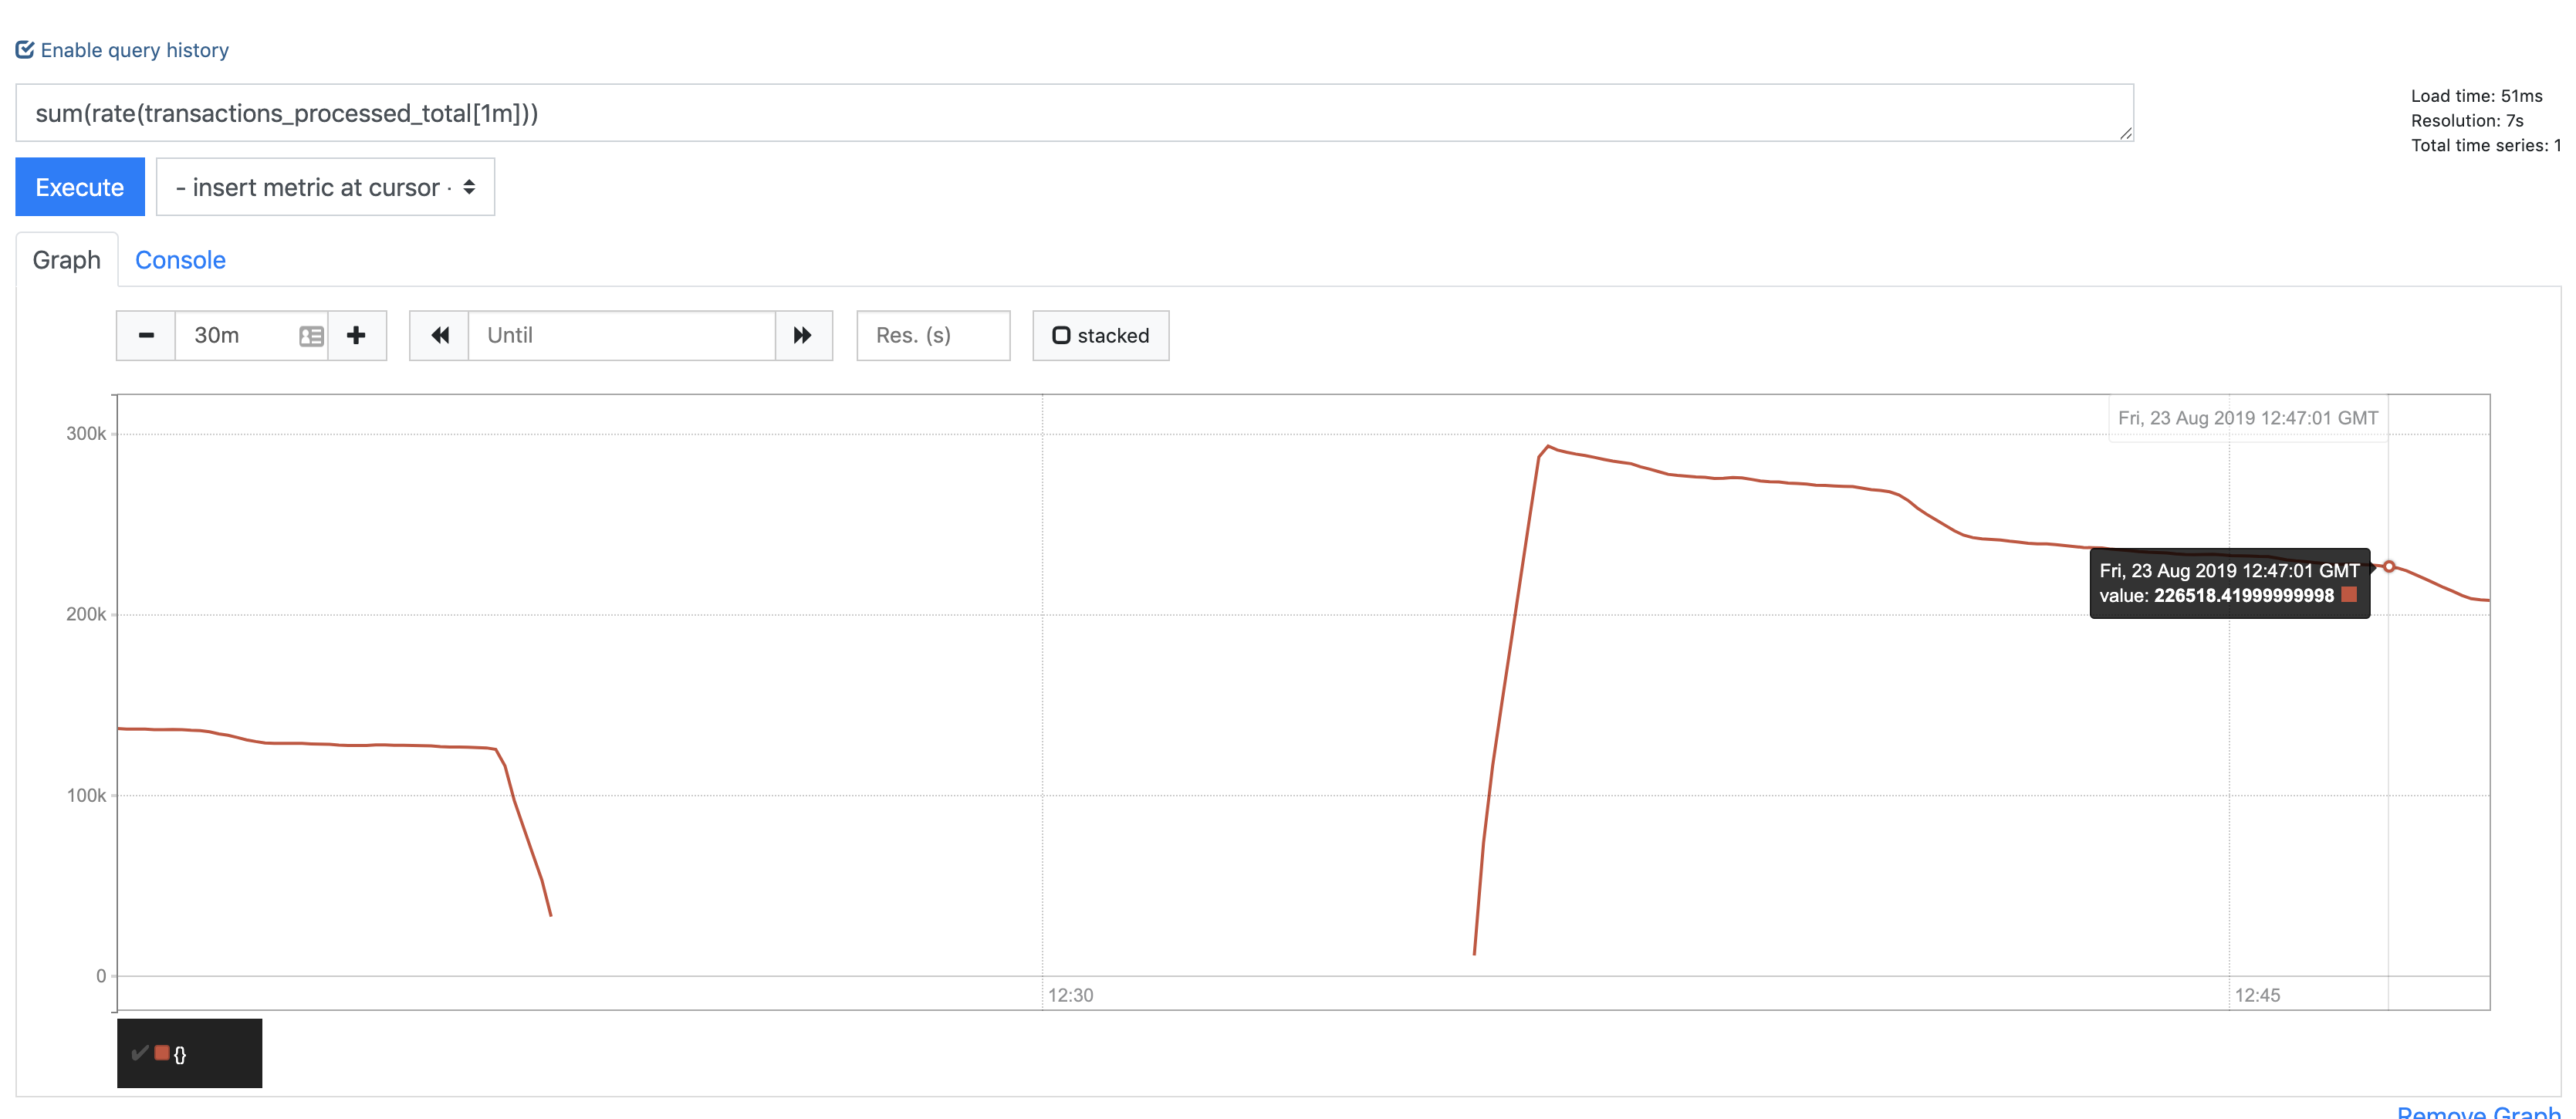 Enable query history
sum(rate(transactions_processed_total[1m]))
Load time: 51ms
Resolution: 7s
Total time series: 1
Execute
- insert metric at cursor -
Graph
Console
30m
Until
Res. (s)
stacked
300k
200k
100k
0
Fri, 23 Aug 2019 12:47:01 GMT
Fri, 23 Aug 2019 12:47:01 GMT
value: 226518.41999999998
12:30
12:45
{}
Remove Graph